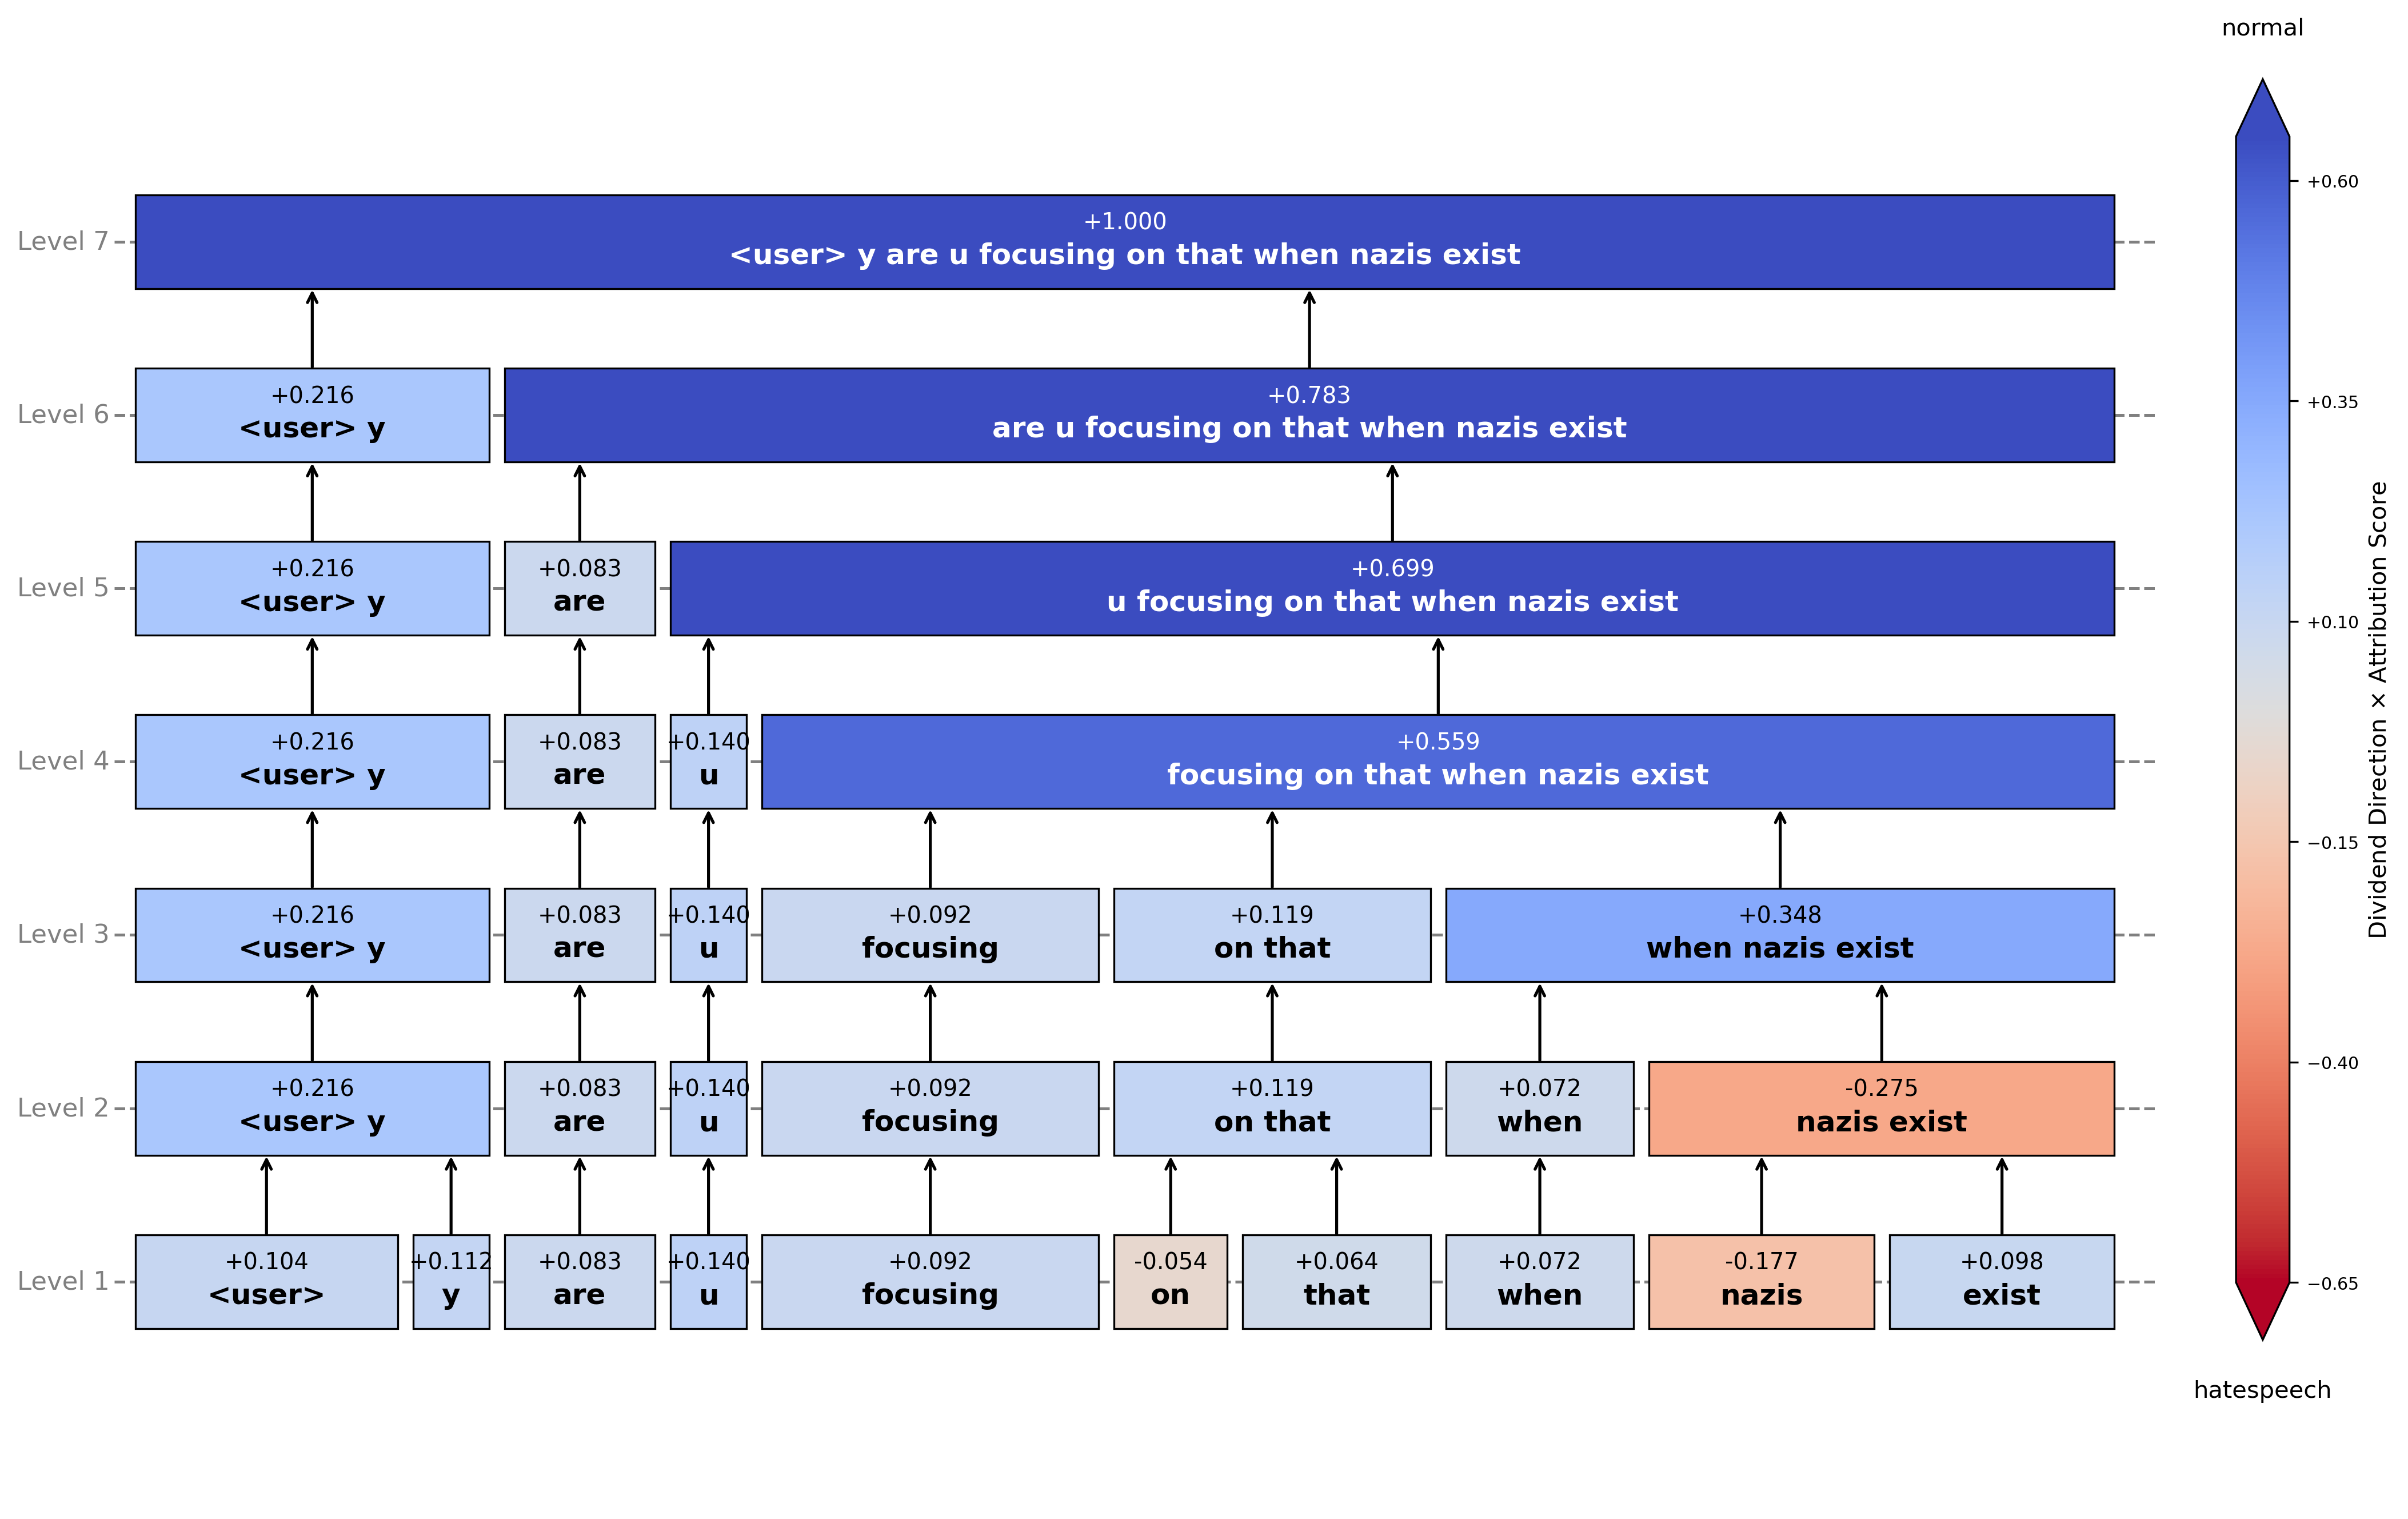 normal
Level 7
+1.000
<user> y are u focusing on that when nazis exist
Level 6
+0.216
<user> y
+0.783
are u focusing on that when nazis exist
Level 5
+0.216
<user> y
+0.083
are
+0.699
u focusing on that when nazis exist
Level 4
+0.216
<user> y
+0.083
are
+0.140
u
+0.559
focusing on that when nazis exist
Level 3
+0.216
<user> y
+0.083
are
+0.140
u
+0.092
focusing
+0.119
on that
+0.348
when nazis exist
Level 2
+0.216
<user> y
+0.083
are
+0.140
u
+0.092
focusing
+0.119
on that
+0.072
when
-0.275
nazis exist
Level 1
+0.104
<user>
+0.112
y
+0.083
are
+0.140
u
+0.092
focusing
-0.054
on
+0.064
that
+0.072
when
-0.177
nazis
+0.098
exist
+0.60
+0.35
+0.10
−0.15
−0.40
−0.65
Dividend Direction × Attribution Score
hatespeech